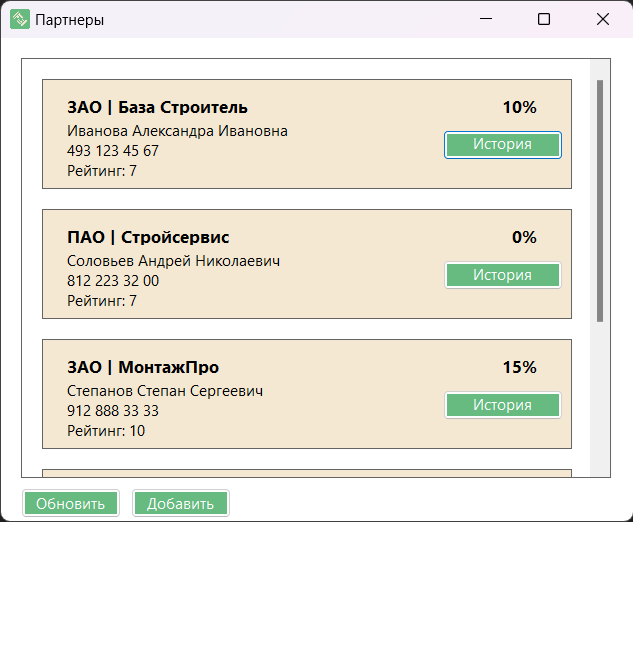 Партнеры
ЗАО | База Строитель 10%
Иванова Александра Ивановна
493 123 45 67
История
Рейтинг: 7
ПАО | Стройсервис 0%
Соловьев Андрей Николаевич
812 223 32 00
История
Рейтинг: 7
ЗАО | МонтажПро 15%
Степанов Степан Сергеевич
912 888 33 33
История
Рейтинг: 10
Обновить Добавить